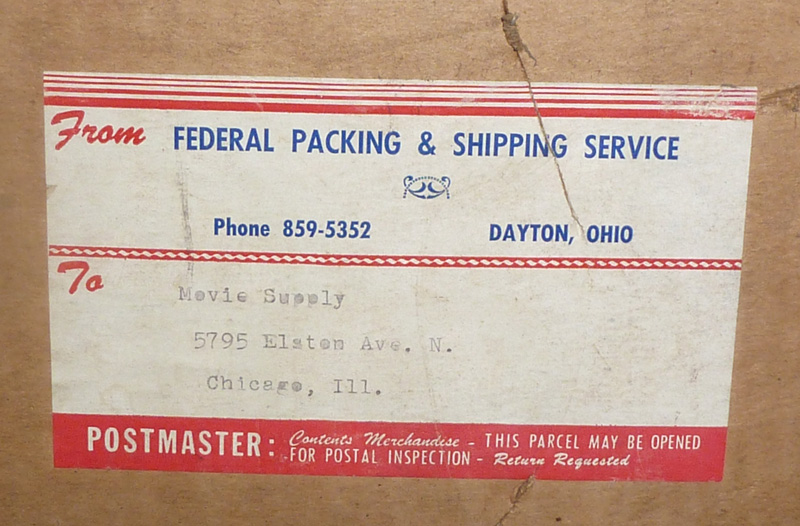 From FEDERAL PACKING & SHIPPING SERVICE
Phone 859-5352 DAYTON, OHIO
To
Movie Supply
5795 Elston Ave. N.
Chicago, Ill.
POSTMASTER: Contents Merchandise - THIS PARCEL MAY BE OPENED
FOR POSTAL INSPECTION - Return Requested